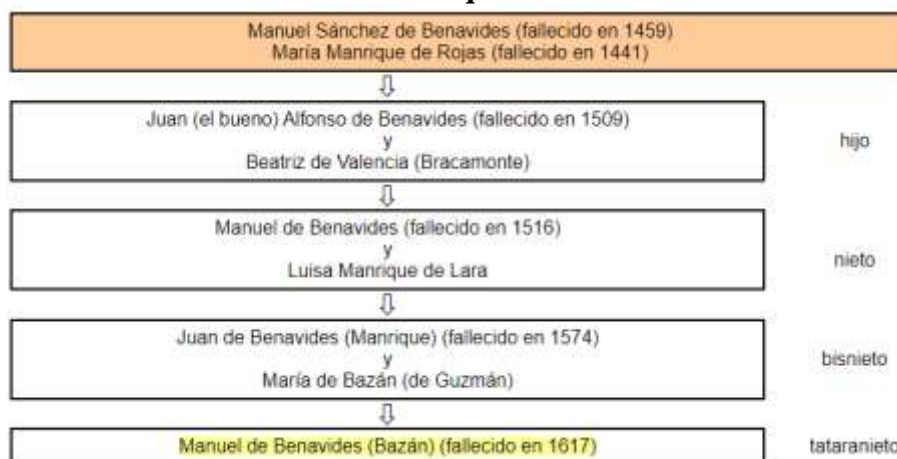 Manuel Sánchez de Benavides (fallecido en 1459)
María Manrique de Rojas (fallecido en 1441)
Juan (el bueno) Alfonso de Benavides (fallecido en 1509)
y
Beatriz de Valencia (Bracamonte)
hijo
Manuel de Benavides (fallecido en 1516)
y
Luisa Manrique de Lara
nieto
Juan de Benavides (Manrique) (fallecido en 1574)
y
María de Bazán (de Guzmán)
bisnieto
Manuel de Benavides (Bazán) (fallecido en 1617)
tataranieto